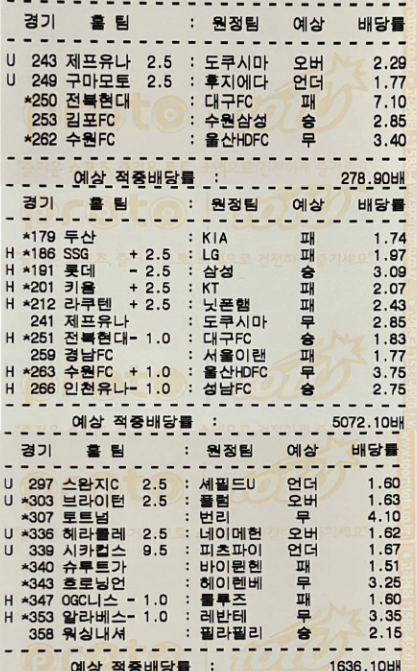 경기 홈 팀 : 원정팀 예상 배당률
U 243 제프유나 2.5 : 도쿠시마 오버 2.29
U 249 구마모토 2.5 : 후지에다 언더 1.77
*250 전북현대 : 대구FC 패 7.10
253 김포FC : 수원삼성 승 2.85
*262 수원FC : 울산HDFC 무 3.40
예상 적중배당률 : 278.90배
경기 홈 팀 : 원정팀 예상 배당률
*179 두산 : KIA 패 1.74
H *186 SSG + 2.5 : LG 패 1.97
H *191 롯데 - 2.5 : 삼성 승 3.09
H *201 키움 + 2.5 : KT 패 2.07
H *212 라쿠텐 + 2.5 : 닛폰햄 패 2.43
241 제프유나 : 도쿠시마 무 2.85
H *251 전북현대- 1.0 : 대구FC 승 1.83
259 경남FC : 서울이랜 패 1.77
H *263 수원FC + 1.0 : 울산HDFC 무 3.75
H 266 인천유나- 1.0 : 성남FC 승 2.75
예상 적중배당률 : 5072.10배
경기 홈 팀 : 원정팀 예상 배당률
U 297 스완지C 2.5 : 셰필드U 언더 1.60
U *303 브라이턴 2.5 : 풀럼 오버 1.63
*307 토트넘 : 번리 무 4.10
U *336 헤라클레 2.5 : 네이메헌 오버 1.62
U 339 시카컵스 9.5 : 피츠파이 언더 1.67
*340 슈투트가 : 바이뮌헨 패 1.51
*343 흐로닝언 : 헤이렌베 무 3.25
H *347 OGC니스 - 1.0 : 툴루즈 패 1.60
H *353 알라베스- 1.0 : 레반테 무 3.35
358 워싱내셔 : 필라필리 승 2.15
예상 적중배당률 : 1636.10배